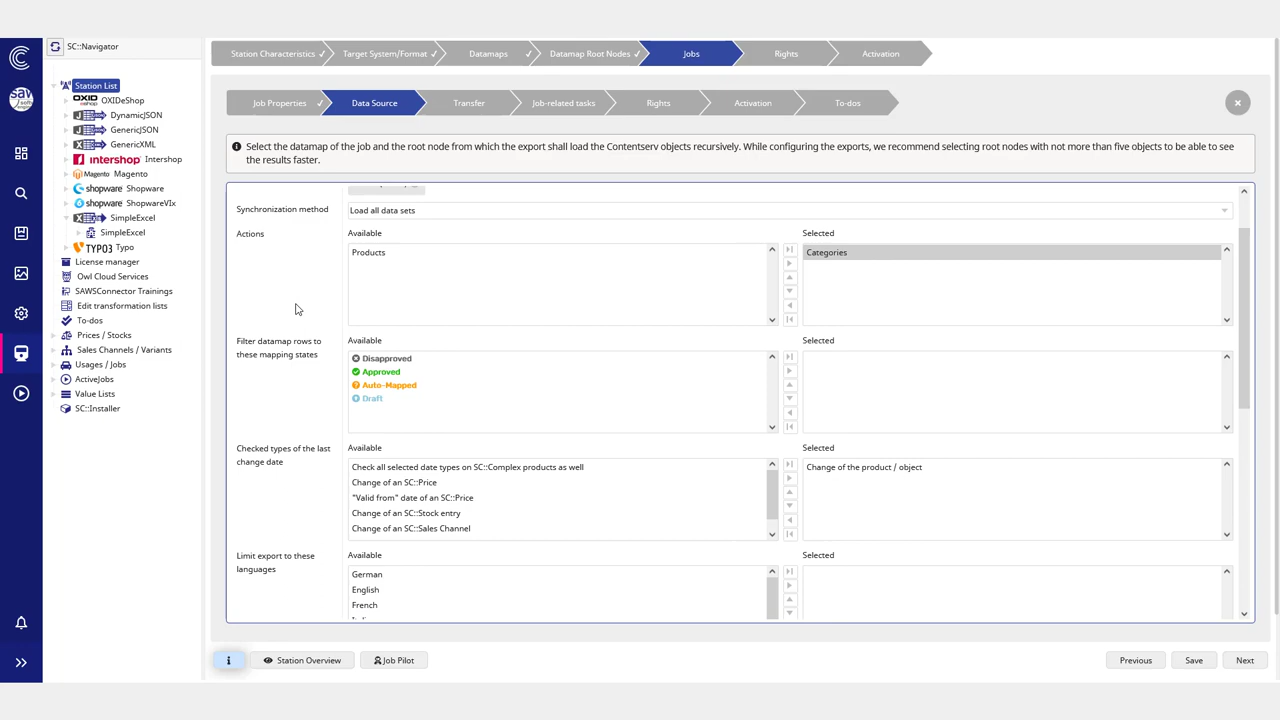 SC::Navigator
Station Characteristics ✓
Target System/Format ✓
Datamaps ✓
Datamap Root Nodes ✓
Jobs
Rights
Activation
Station List
OXIDeShop
DynamicJSON
GenericJSON
GenericXML
intershop Intershop
Magento Magento
shopware Shopware
shopware ShopwareVIx
SimpleExcel
SimpleExcel
TYPO3 Typo
License manager
Owl Cloud Services
SAWSConnector Trainings
Edit transformation lists
To-dos
Prices / Stocks
Sales Channels / Variants
Usages / Jobs
ActiveJobs
Value Lists
SC::Installer
Job Properties ✓
Data Source
Transfer
Job-related tasks
Rights
Activation
To-dos
Select the datamap of the job and the root node from which the export shall load the Contentserv objects recursively. While configuring the exports, we recommend selecting root nodes with not more than five objects to be able to see
the results faster.
Synchronization method
Load all data sets
Actions
Available
Selected
Products
Categories
Filter datamap rows to
these mapping states
Available
Selected
Disapproved
Approved
Auto-Mapped
Draft
Checked types of the last
change date
Available
Selected
Check all selected date types on SC::Complex products as well
Change of an SC::Price
"Valid from" date of an SC::Price
Change of an SC::Stock entry
Change of an SC::Sales Channel
Change of the product / object
Limit export to these
languages
Available
Selected
German
English
French
Station Overview
Job Pilot
Previous
Save
Next